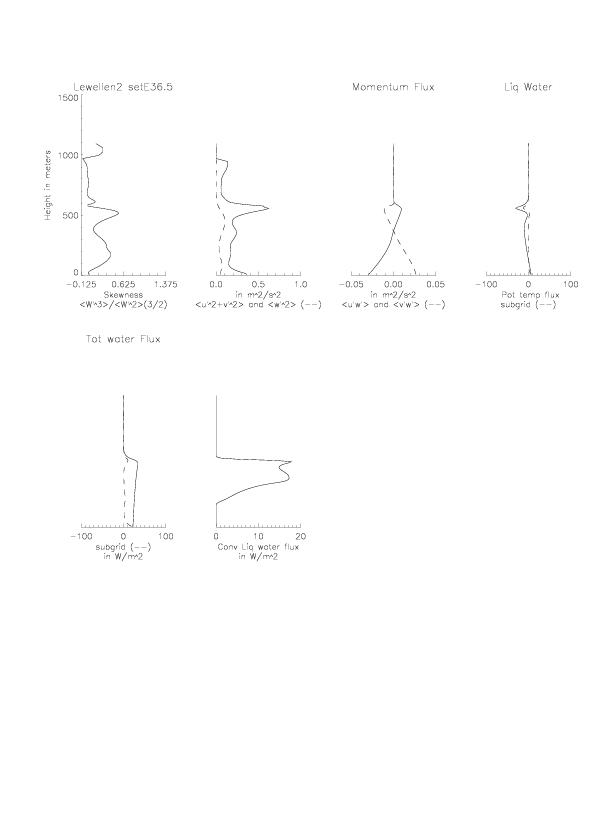 Lewellen2 setE36.5
Momentum Flux
Liq Water
1500
1000
500
0
Height in meters
-0.125 0.625 1.375
Skewness
<W'^3>/<W'^2>(3/2)
0.0 0.5 1.0
in m^2/s^2
<u'^2+v'^2> and <w'^2> (--)
-0.05 0.00 0.05
in m^2/s^2
<u'w'> and <v'w'> (--)
-100 0 100
Pot temp flux
subgrid (--)
Tot water Flux
-100 0 100
subgrid (--)
in W/m^2
0 10 20
Conv Liq water flux
in W/m^2